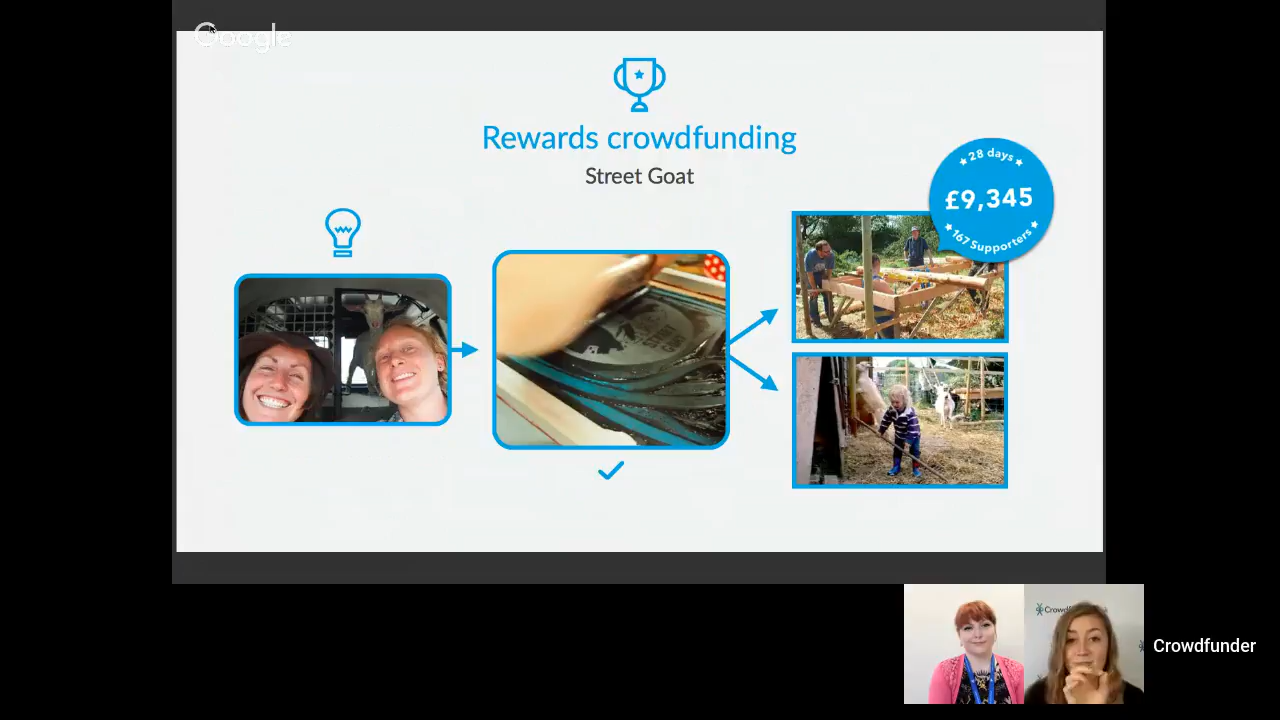 Google
Rewards crowdfunding
Street Goat
28 days
£9,345
167 Supporters
Crowdfunder